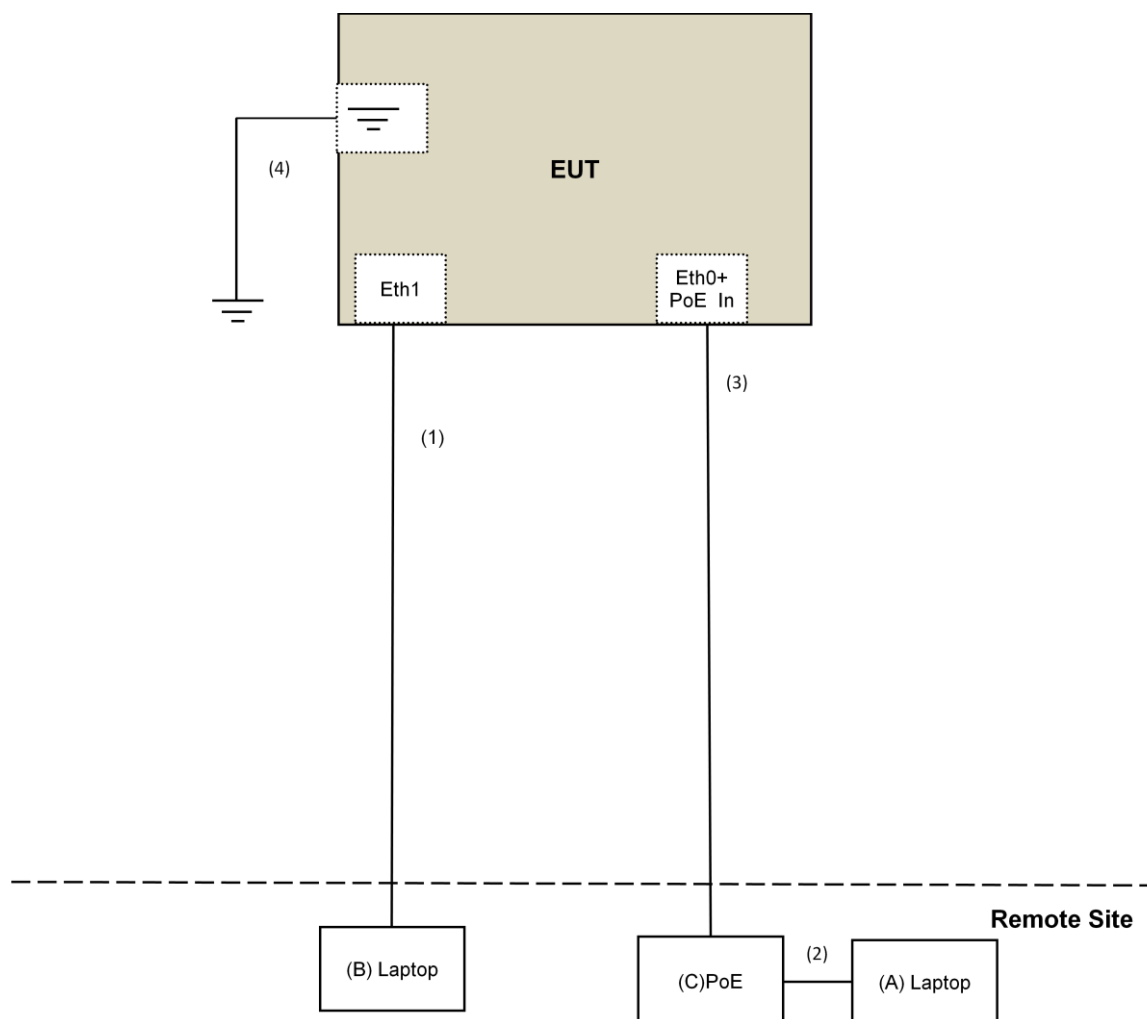 (4)
EUT
Eth1
Eth0+
PoE In
(3)
(1)
Remote Site
(B) Laptop
(C)PoE
(2)
(A) Laptop